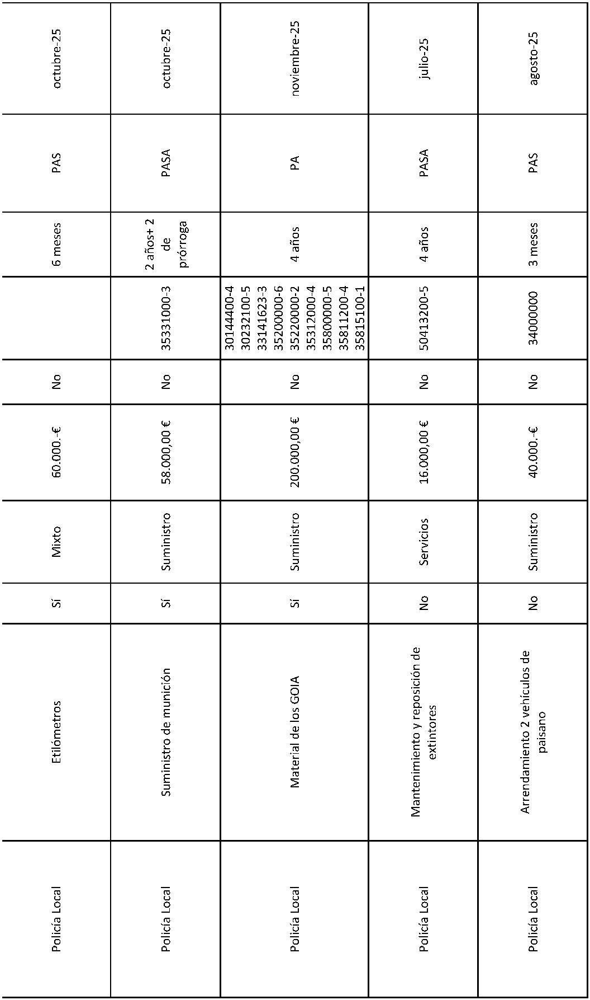 Policía Local
Etilómetros
Sí
Mixto
60.000.-€
No
6 meses
PAS
octubre-25
Policía Local
Suministro de munición
Sí
Suministro
58.000,00 €
No
35331000-3
2 años+ 2
de
prórroga
PASA
octubre-25
Policía Local
Material de los GOIA
Sí
Suministro
200.000,00 €
No
30144400-4
30232100-5
33141623-3
35200000-6
35220000-2
35312000-4
35800000-5
35811200-4
35815100-1
4 años
PA
noviembre-25
Policía Local
Mantenimiento y reposición de
extintores
No
Servicios
16.000,00 €
No
50413200-5
4 años
PASA
julio-25
Policía Local
Arrendamiento 2 vehículos de
paisano
No
Suministro
40.000.-€
No
34000000
3 meses
PAS
agosto-25